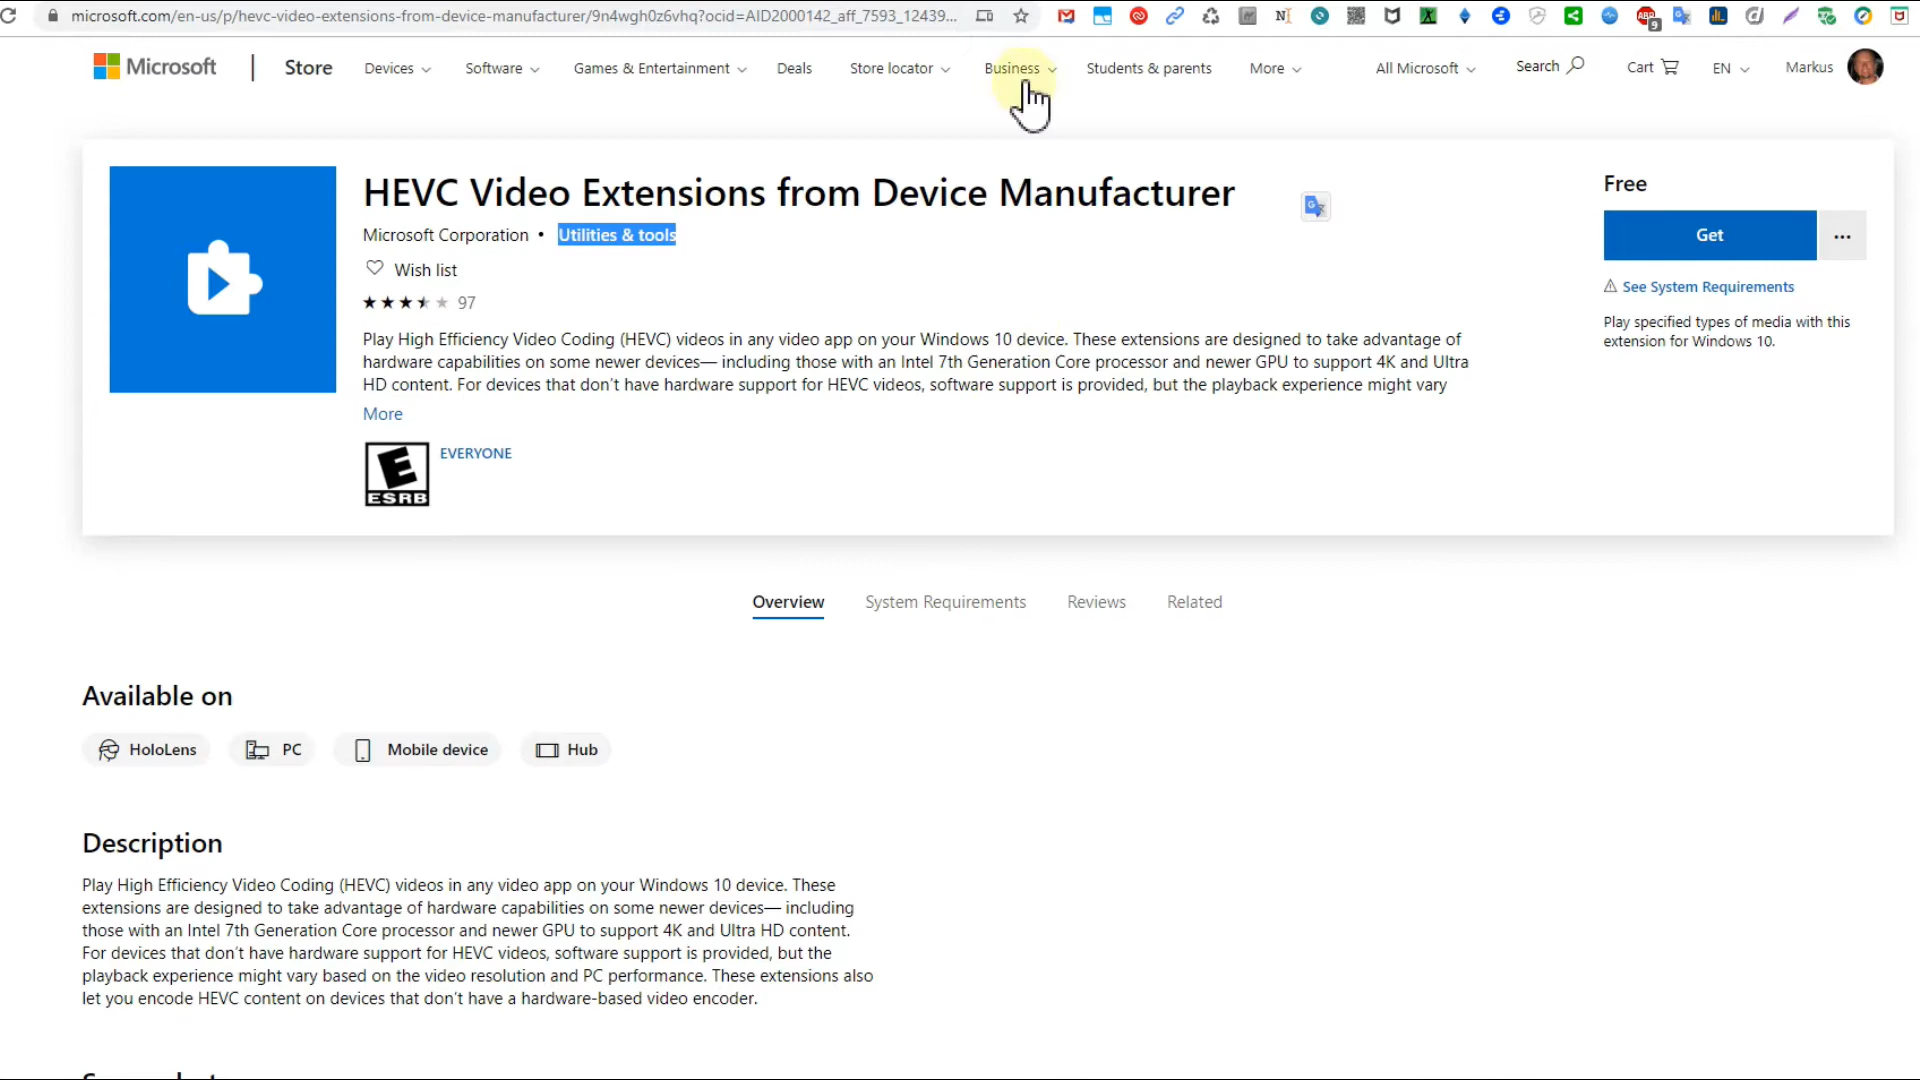 microsoft.com/en-us/p/hevc-video-extensions-from-device-manufacturer/9n4wgh0z6vhq?ocid=AID2000142_aff_7593_12439...
ABP
9
Microsoft
Store
Devices
Software
Games & Entertainment
Deals
Store locator
Business
Students & parents
More
All Microsoft
Search
Cart
EN
Markus
HEVC Video Extensions from Device Manufacturer
Microsoft Corporation • Utilities & tools
Wish list
97
Play High Efficiency Video Coding (HEVC) videos in any video app on your Windows 10 device. These extensions are designed to take advantage of
hardware capabilities on some newer devices— including those with an Intel 7th Generation Core processor and newer GPU to support 4K and Ultra
HD content. For devices that don't have hardware support for HEVC videos, software support is provided, but the playback experience might vary
More
E
ESRB
EVERYONE
Free
Get
...
See System Requirements
Play specified types of media with this
extension for Windows 10.
Overview
System Requirements
Reviews
Related
Available on
HoloLens
PC
Mobile device
Hub
Description
Play High Efficiency Video Coding (HEVC) videos in any video app on your Windows 10 device. These
extensions are designed to take advantage of hardware capabilities on some newer devices— including
those with an Intel 7th Generation Core processor and newer GPU to support 4K and Ultra HD content.
For devices that don't have hardware support for HEVC videos, software support is provided, but the
playback experience might vary based on the video resolution and PC performance. These extensions also
let you encode HEVC content on devices that don't have a hardware-based video encoder.